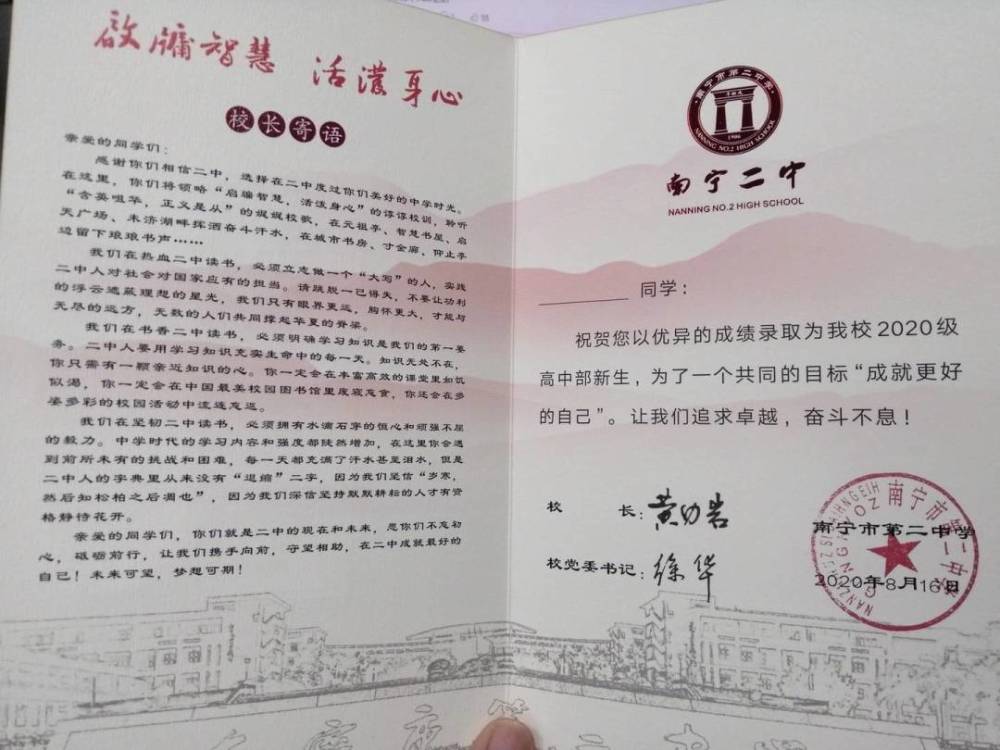 启牖智慧 活泼身心
校长寄语
亲爱的同学们：
感谢你们相信二中，选择在二中度过你们美好的中学时光。
在这里，你们将领略“启牖智慧，活泼身心”的谆谆校训，聆听
“含英咀华，正义是从”的娓娓校歌，在元祖亭、智慧书屋、启
天广场、未济湖畔挥洒奋斗汗水，在城市书房、寸金廊、仰止亭
边留下琅琅书声……
我们在热血二中读书，必须立志做一个“大写”的人，实践
二中人对社会对国家应有的担当。请跳脱一己得失，不要让功利
的浮云遮蔽理想的星光，我们只有眼界更远，胸怀更大，才能与
无尽的远方，无数的人们共同撑起华夏的脊梁。
我们在书香二中读书，必须明确学习知识是我们的第一要
务。二中人要用学习知识充实生命中的每一天。知识无处不在，
你只需有一颗亲近知识的心。你一定会在丰富高效的课堂里如饥
似渴，你一定会在中国最美校园图书馆里废寝忘食，你还会在多
姿多彩的校园活动中流连忘返。
我们在坚韧二中读书，必须拥有水滴石穿的恒心和顽强不屈
的毅力。中学时代的学习内容和强度都陡然增加，在这里你会遇
到前所未有的挑战和困难，每一天都充满了汗水甚至泪水，但是
二中人的字典里从来没有“退缩”二字，因为我们坚信“岁寒，
然后知松柏之后凋也”，因为我们深信坚持默默耕耘的人才有资
格静待花开。
亲爱的同学们，你们就是二中的现在和未来，愿你们不忘初
心，砥砺前行，让我们携手向前，守望相助，在二中成就最好的
自己！未来可望，梦想可期！
南宁市第二中学
1906
NANNING NO.2 HIGH SCHOOL
南宁二中
NANNING NO.2 HIGH SCHOOL
同学：
祝贺您以优异的成绩录取为我校2020级
高中部新生，为了一个共同的目标“成就更好
的自己”。让我们追求卓越，奋斗不息！
校 长：黄幼岩
校党委书记：徐华
南宁市第二中学
2020年8月16日
南宁市第二中学